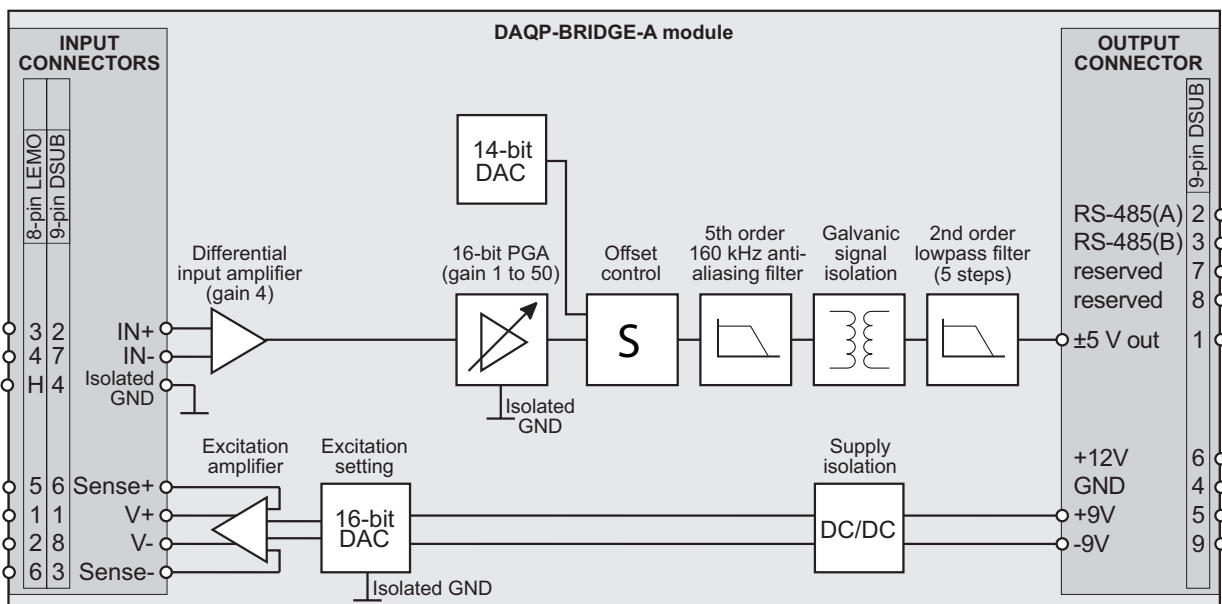 DAQP-BRIDGE-A module
INPUT
CONNECTORS
8-pin LEMO
9-pin DSUB
3 2 IN+
4 7 IN-
H 4 Isolated
GND
5 6 Sense+
1 1 V+
2 8 V-
6 3 Sense-
Differential
input amplifier
(gain 4)
14-bit
DAC
16-bit PGA
(gain 1 to 50)
Isolated
GND
Offset
control
S
5th order
160 kHz anti-
aliasing filter
Galvanic
signal
isolation
2nd order
lowpass filter
(5 steps)
Excitation
amplifier
Excitation
setting
16-bit
DAC
Isolated GND
Supply
isolation
DC/DC
OUTPUT
CONNECTOR
9-pin DSUB
RS-485(A) 2
RS-485(B) 3
reserved 7
reserved 8
±5 V out 1
+12V 6
GND 4
+9V 5
-9V 9